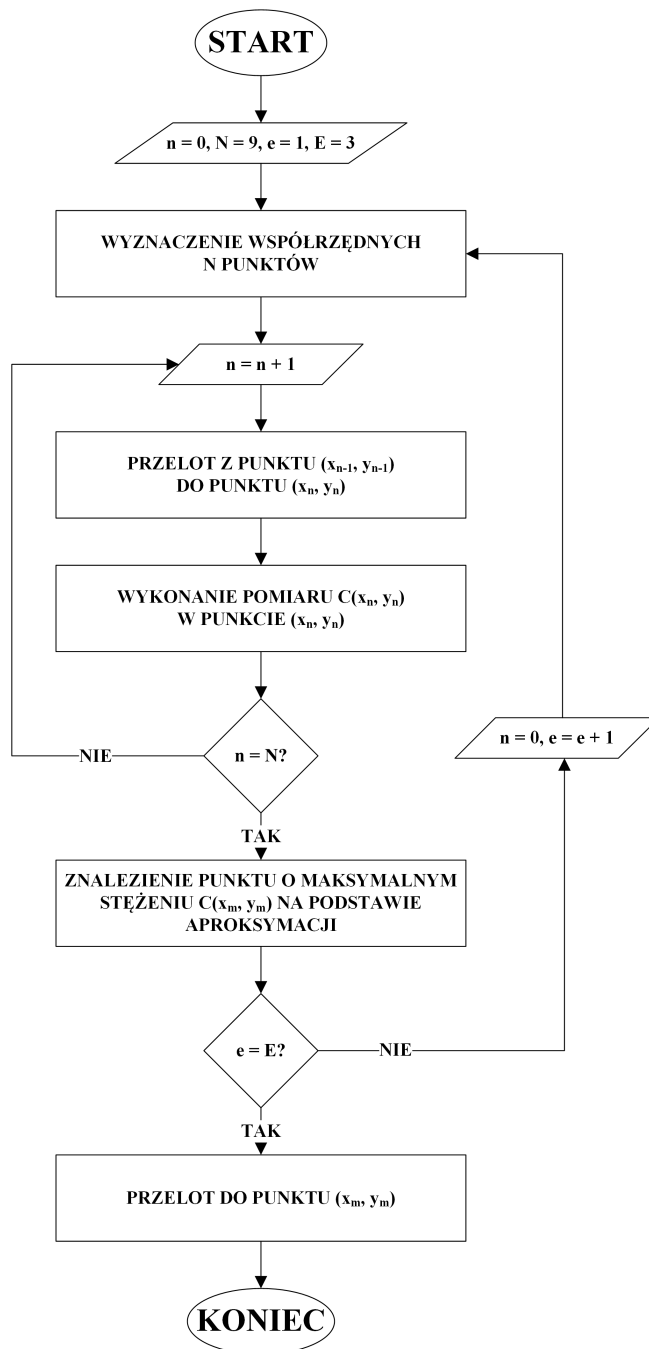 START
n = 0, N = 9, e = 1, E = 3
WYZNACZENIE WSPÓŁRZĘDNYCH
N PUNKTÓW
n = n + 1
PRZELOT Z PUNKTU (xₙ₋₁, yₙ₋₁)
DO PUNKTU (xₙ, yₙ)
WYKONANIE POMIARU C(xₙ, yₙ)
W PUNKCIE (xₙ, yₙ)
n = N?
NIE
n = 0, e = e + 1
TAK
ZNALEZIENIE PUNKTU O MAKSYMALNYM
STĘŻENIU C(xₘ, yₘ) NA PODSTAWIE
APROKSYMACJI
e = E?
NIE
TAK
PRZELOT DO PUNKTU (xₘ, yₘ)
KONIEC